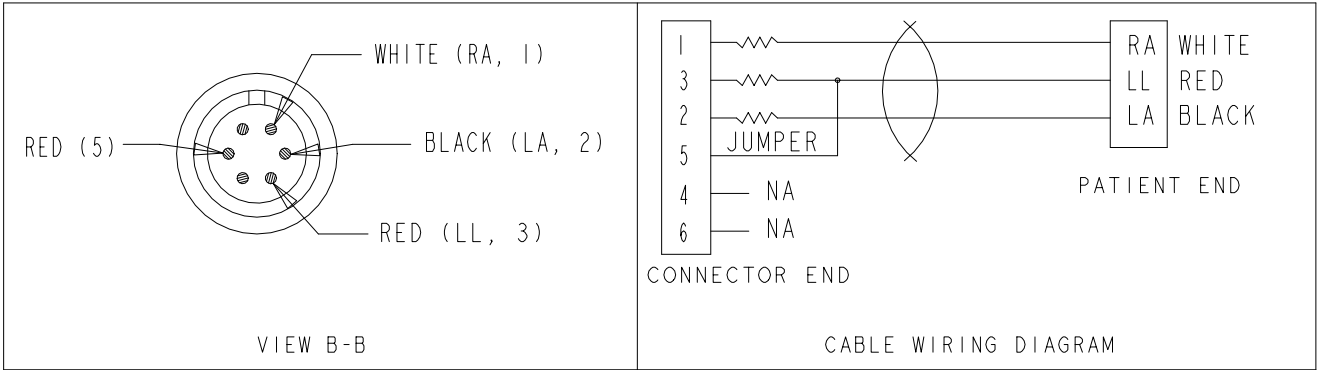 WHITE (RA, 1)
RED (5)
BLACK (LA, 2)
RED (LL, 3)
VIEW B-B
1
RA WHITE
3
LL RED
2
LA BLACK
JUMPER
5
PATIENT END
4
NA
6
NA
CONNECTOR END
CABLE WIRING DIAGRAM